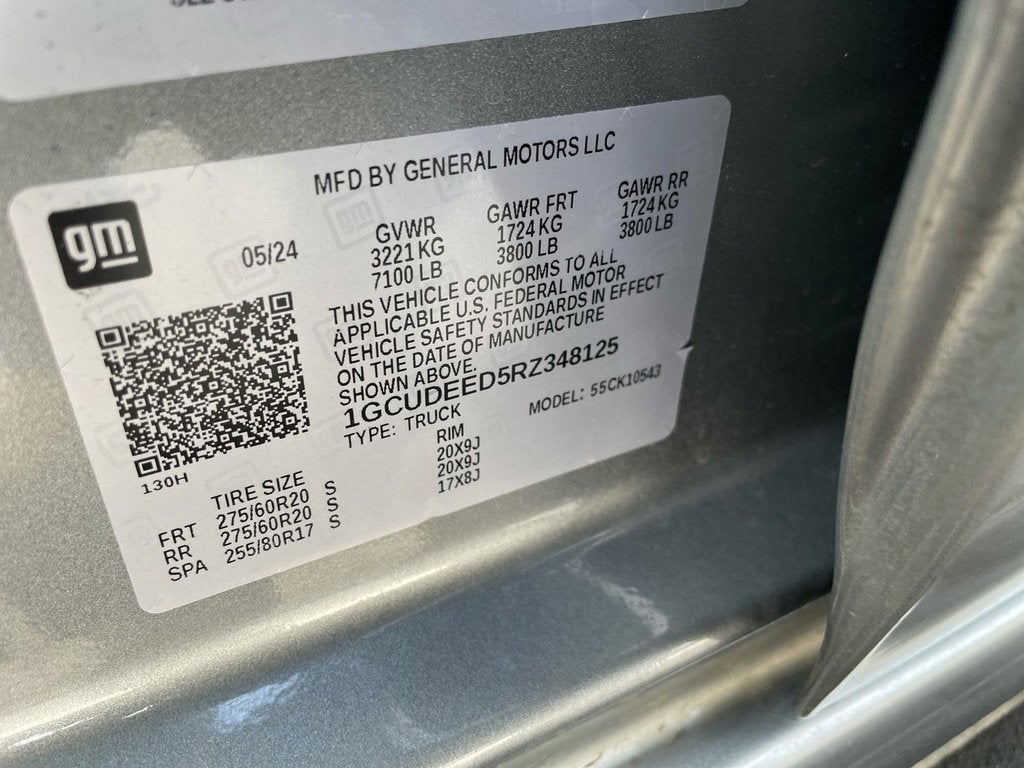 MFD BY GENERAL MOTORS LLC
gm
05/24
GVWR
3221 KG
7100 LB
GAWR FRT
1724 KG
3800 LB
GAWR RR
1724 KG
3800 LB
THIS VEHICLE CONFORMS TO ALL
APPLICABLE U.S. FEDERAL MOTOR
VEHICLE SAFETY STANDARDS IN EFFECT
ON THE DATE OF MANUFACTURE
SHOWN ABOVE.
1GCUDEED5RZ348125
TYPE: TRUCK
MODEL: 55CK10543
130H
TIRE SIZE
RIM
FRT 275/60R20 S 20X9J
RR 275/60R20 S 20X9J
SPA 255/80R17 S 17X8J